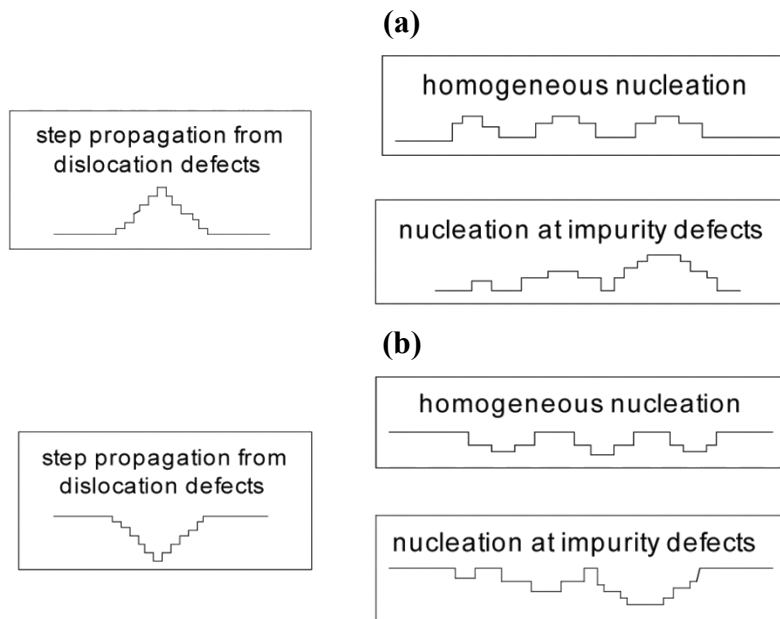 (a)
homogeneous nucleation
step propagation from
dislocation defects
nucleation at impurity defects
(b)
homogeneous nucleation
step propagation from
dislocation defects
nucleation at impurity defects